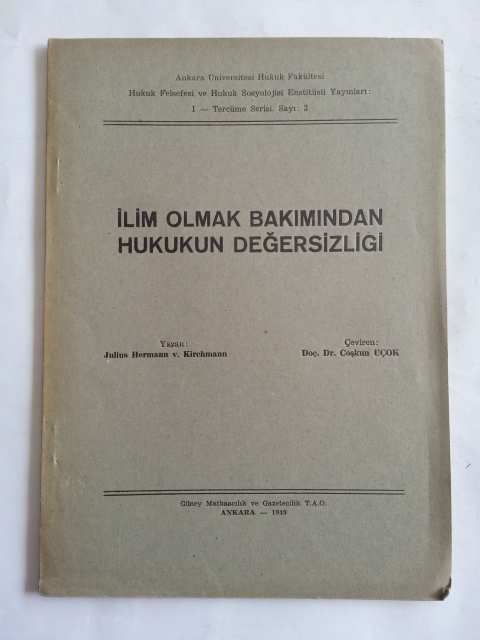 Ankara Üniversitesi Hukuk Fakültesi
Hukuk Felsefesi ve Hukuk Sosyolojisi Enstitüsü Yayınları:
I — Tercüme Serisi. Sayı: 3
İLİM OLMAK BAKIMINDAN
HUKUKUN DEĞERSİZLİĞİ
Yazan:
Julius Hermann v. Kirchmann
Çeviren:
Doç. Dr. Coşkun ÜÇOK
Güney Matbaacılık ve Gazetecilik T.A.O.
ANKARA — 1949